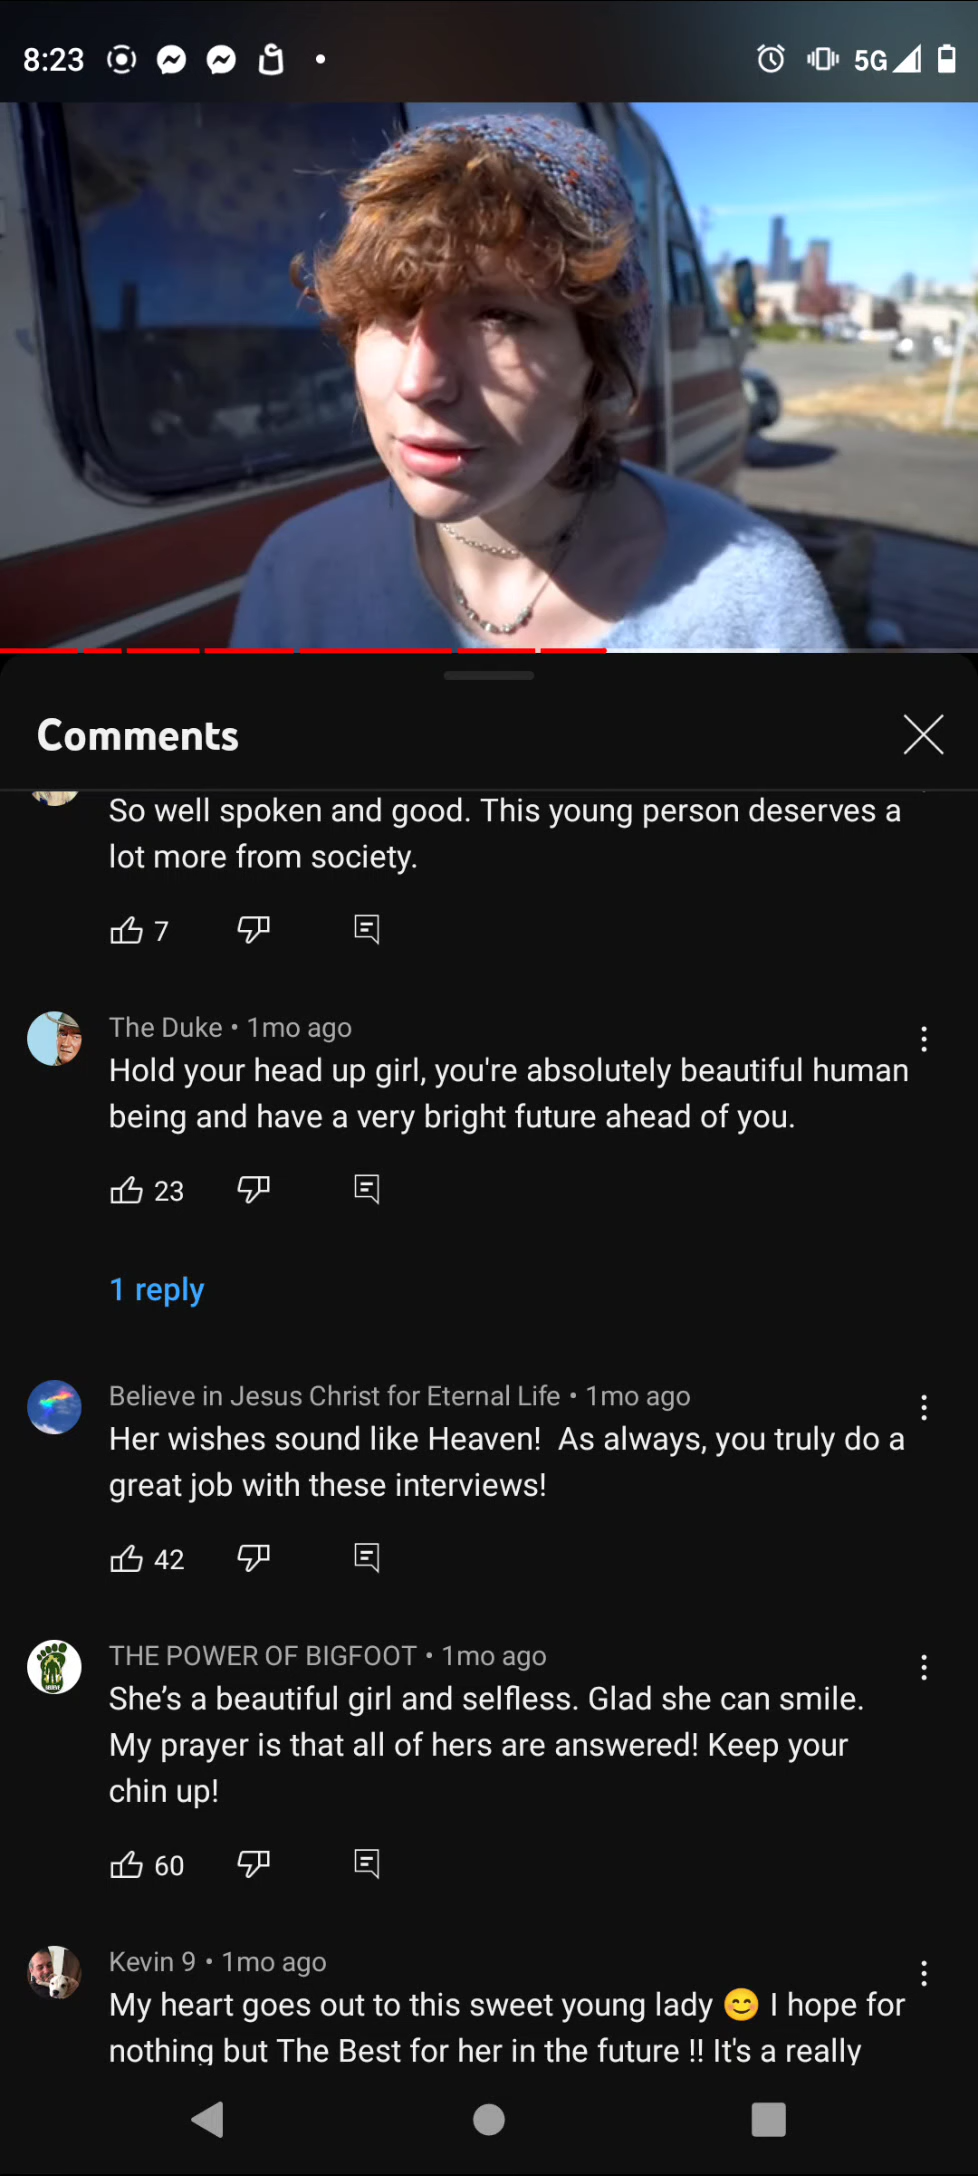 8:23
5G
Comments
So well spoken and good. This young person deserves a
lot more from society.
7
The Duke • 1mo ago
Hold your head up girl, you're absolutely beautiful human
being and have a very bright future ahead of you.
23
1 reply
Believe in Jesus Christ for Eternal Life • 1mo ago
Her wishes sound like Heaven!  As always, you truly do a
great job with these interviews!
42
THE POWER OF BIGFOOT • 1mo ago
She’s a beautiful girl and selfless. Glad she can smile.
My prayer is that all of hers are answered! Keep your
chin up!
60
Kevin 9 • 1mo ago
My heart goes out to this sweet young lady 😊 I hope for
nothing but The Best for her in the future !! It's a really